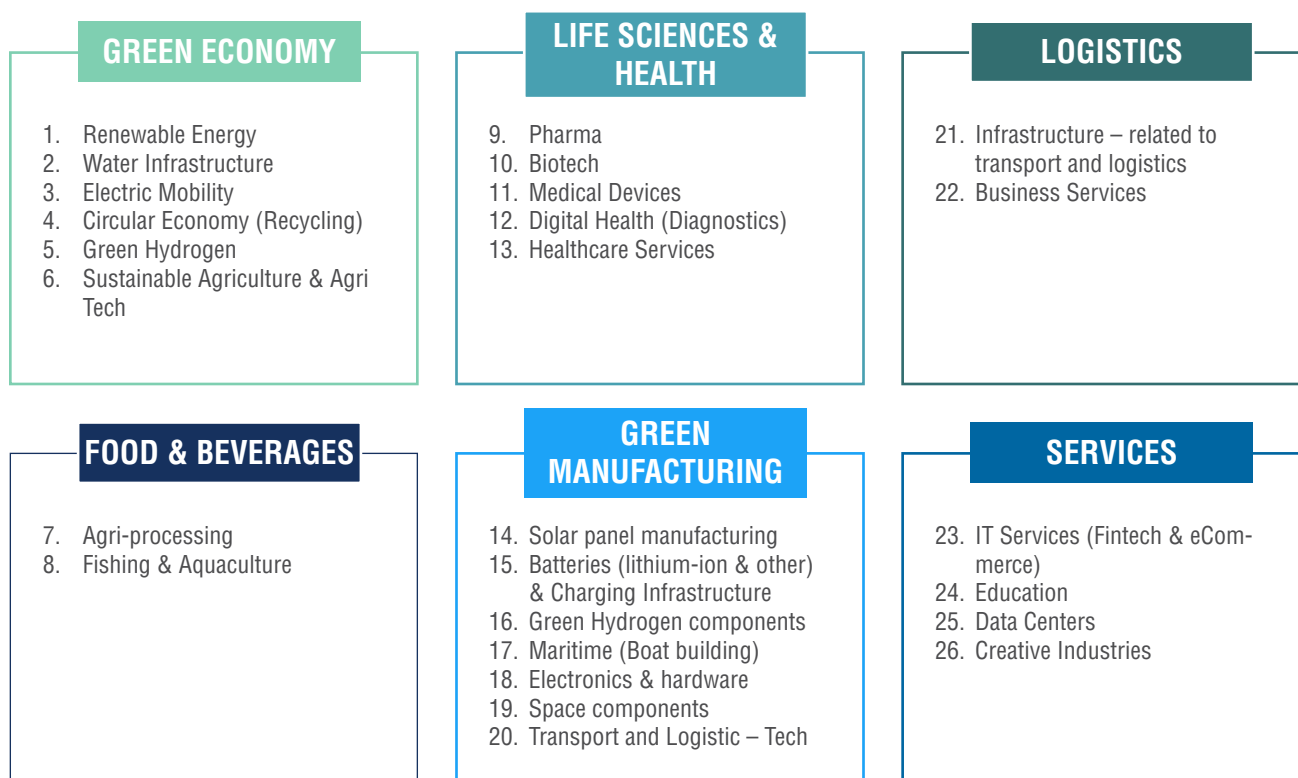 GREEN ECONOMY
1. Renewable Energy
2. Water Infrastructure
3. Electric Mobility
4. Circular Economy (Recycling)
5. Green Hydrogen
6. Sustainable Agriculture & Agri
Tech
LIFE SCIENCES &
HEALTH
9. Pharma
10. Biotech
11. Medical Devices
12. Digital Health (Diagnostics)
13. Healthcare Services
LOGISTICS
21. Infrastructure – related to
transport and logistics
22. Business Services
FOOD & BEVERAGES
7. Agri-processing
8. Fishing & Aquaculture
GREEN
MANUFACTURING
14. Solar panel manufacturing
15. Batteries (lithium-ion & other)
& Charging Infrastructure
16. Green Hydrogen components
17. Maritime (Boat building)
18. Electronics & hardware
19. Space components
20. Transport and Logistic – Tech
SERVICES
23. IT Services (Fintech & eCom-
merce)
24. Education
25. Data Centers
26. Creative Industries